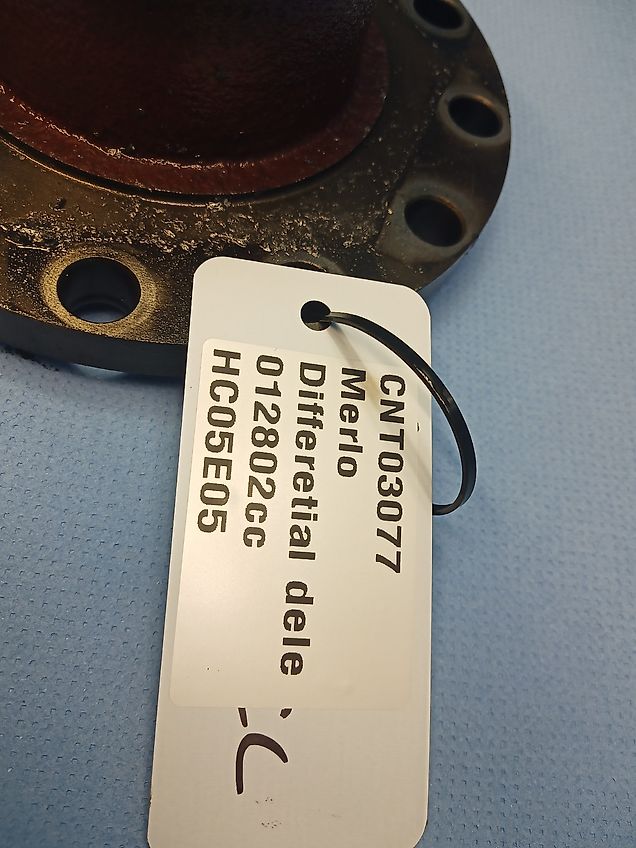 CNT03077
Merlo
Differetial dele
012802cc
HC05E05